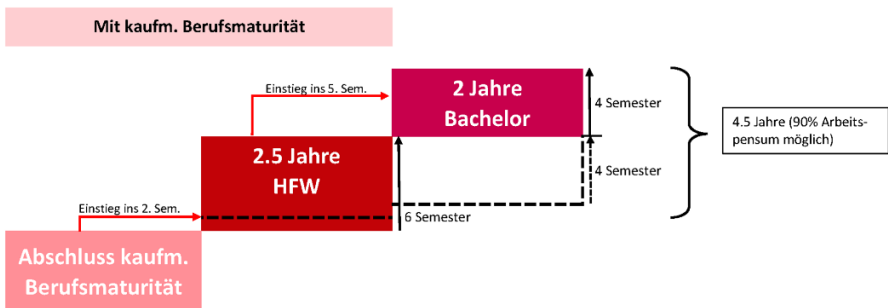 Mit kaufm. Berufsmaturität
Einstieg ins 5. Sem.
2 Jahre
Bachelor
4 Semester
4.5 Jahre (90% Arbeits-
pensum möglich)
2.5 Jahre
HFW
4 Semester
Einstieg ins 2. Sem.
6 Semester
Abschluss kaufm.
Berufsmaturität